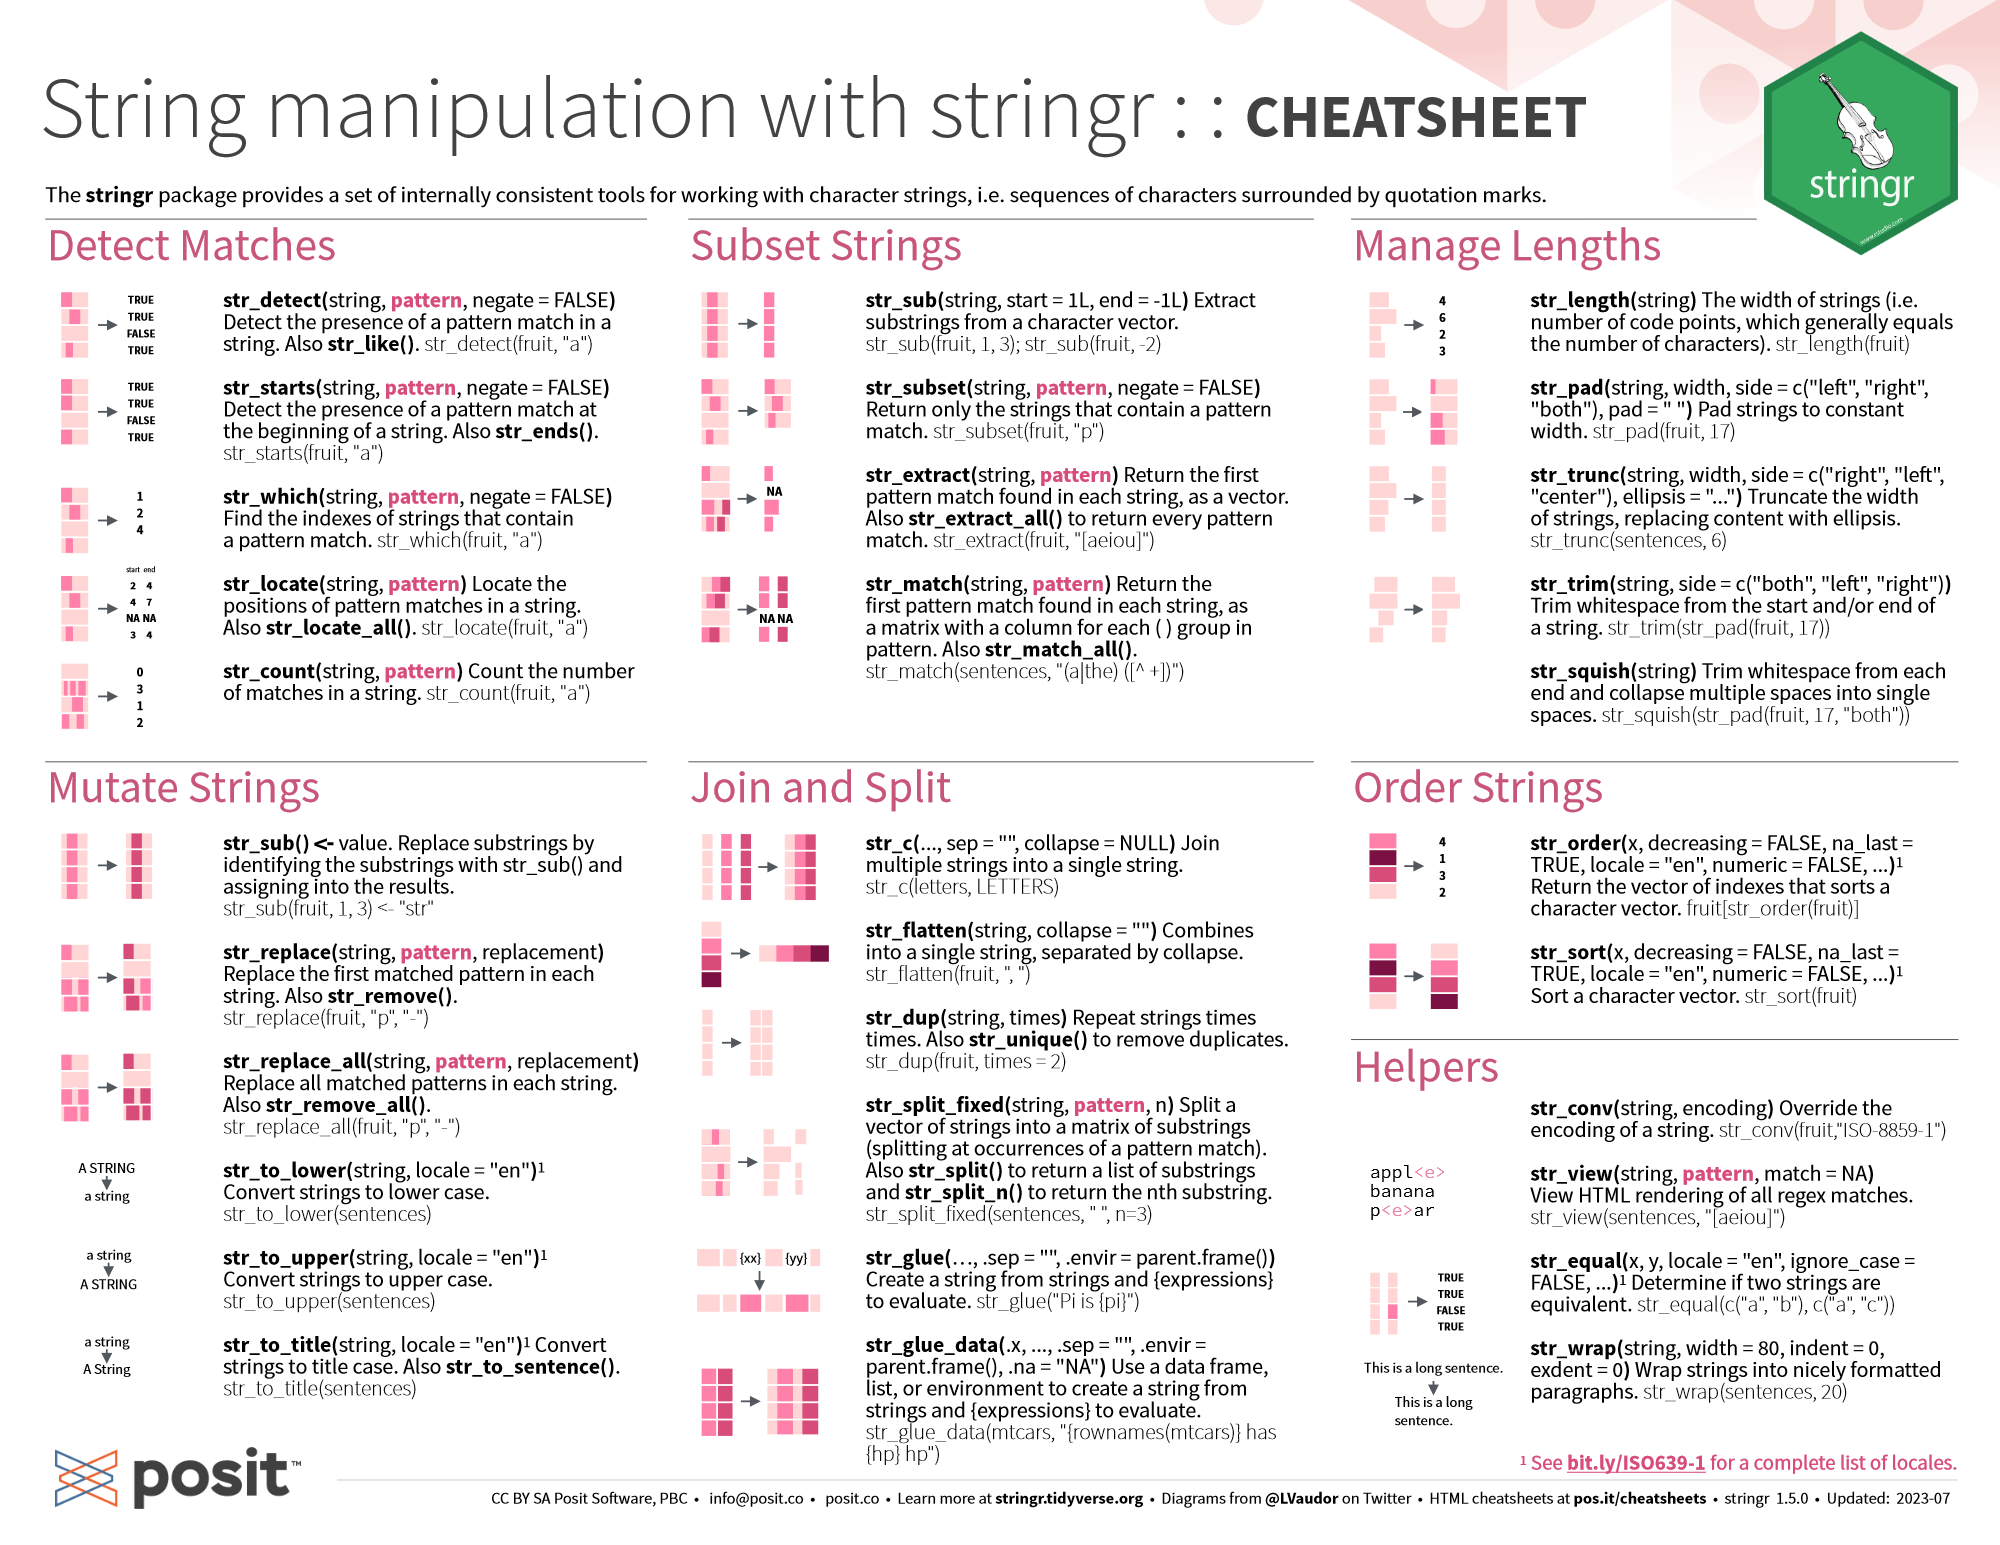 String manipulation with stringr : : CHEATSHEET
stringr
www.rstudio.com
The stringr package provides a set of internally consistent tools for working with character strings, i.e. sequences of characters surrounded by quotation marks.
Detect Matches
TRUE
TRUE
FALSE
TRUE
str_detect(string, pattern, negate = FALSE)
Detect the presence of a pattern match in a
string. Also str_like(). str_detect(fruit, "a")
TRUE
TRUE
FALSE
TRUE
str_starts(string, pattern, negate = FALSE)
Detect the presence of a pattern match at
the beginning of a string. Also str_ends().
str_starts(fruit, "a")
1
2
4
str_which(string, pattern, negate = FALSE)
Find the indexes of strings that contain
a pattern match. str_which(fruit, "a")
start end
2 4
4 7
NA NA
3 4
str_locate(string, pattern) Locate the
positions of pattern matches in a string.
Also str_locate_all(). str_locate(fruit, "a")
0
3
1
2
str_count(string, pattern) Count the number
of matches in a string. str_count(fruit, "a")
Subset Strings
str_sub(string, start = 1L, end = -1L) Extract
substrings from a character vector.
str_sub(fruit, 1, 3); str_sub(fruit, -2)
str_subset(string, pattern, negate = FALSE)
Return only the strings that contain a pattern
match. str_subset(fruit, "p")
NA
str_extract(string, pattern) Return the first
pattern match found in each string, as a vector.
Also str_extract_all() to return every pattern
match. str_extract(fruit, "[aeiou]")
NA NA
str_match(string, pattern) Return the
first pattern match found in each string, as
a matrix with a column for each ( ) group in
pattern. Also str_match_all().
str_match(sentences, "(a|the) ([^ +])")
Manage Lengths
4
6
2
3
str_length(string) The width of strings (i.e.
number of code points, which generally equals
the number of characters). str_length(fruit)
str_pad(string, width, side = c("left", "right",
"both"), pad = " ") Pad strings to constant
width. str_pad(fruit, 17)
str_trunc(string, width, side = c("right", "left",
"center"), ellipsis = "...") Truncate the width
of strings, replacing content with ellipsis.
str_trunc(sentences, 6)
str_trim(string, side = c("both", "left", "right"))
Trim whitespace from the start and/or end of
a string. str_trim(str_pad(fruit, 17))
str_squish(string) Trim whitespace from each
end and collapse multiple spaces into single
spaces. str_squish(str_pad(fruit, 17, "both"))
Mutate Strings
str_sub() <- value. Replace substrings by
identifying the substrings with str_sub() and
assigning into the results.
str_sub(fruit, 1, 3) <- "str"
str_replace(string, pattern, replacement)
Replace the first matched pattern in each
string. Also str_remove().
str_replace(fruit, "p", "-")
str_replace_all(string, pattern, replacement)
Replace all matched patterns in each string.
Also str_remove_all().
str_replace_all(fruit, "p", "-")
A STRING
a string
str_to_lower(string, locale = "en")¹
Convert strings to lower case.
str_to_lower(sentences)
a string
A STRING
str_to_upper(string, locale = "en")¹
Convert strings to upper case.
str_to_upper(sentences)
a string
A String
str_to_title(string, locale = "en")¹ Convert
strings to title case. Also str_to_sentence().
str_to_title(sentences)
Join and Split
str_c(..., sep = "", collapse = NULL) Join
multiple strings into a single string.
str_c(letters, LETTERS)
str_flatten(string, collapse = "") Combines
into a single string, separated by collapse.
str_flatten(fruit, ", ")
str_dup(string, times) Repeat strings times
times. Also str_unique() to remove duplicates.
str_dup(fruit, times = 2)
str_split_fixed(string, pattern, n) Split a
vector of strings into a matrix of substrings
(splitting at occurrences of a pattern match).
Also str_split() to return a list of substrings
and str_split_n() to return the nth substring.
str_split_fixed(sentences, " ", n=3)
{xx} {yy}
str_glue(…, .sep = "", .envir = parent.frame())
Create a string from strings and {expressions}
to evaluate. str_glue("Pi is {pi}")
str_glue_data(.x, ..., .sep = "", .envir =
parent.frame(), .na = "NA") Use a data frame,
list, or environment to create a string from
strings and {expressions} to evaluate.
str_glue_data(mtcars, "{rownames(mtcars)} has
{hp} hp")
Order Strings
4
1
3
2
str_order(x, decreasing = FALSE, na_last =
TRUE, locale = "en", numeric = FALSE, ...)¹
Return the vector of indexes that sorts a
character vector. fruit[str_order(fruit)]
str_sort(x, decreasing = FALSE, na_last =
TRUE, locale = "en", numeric = FALSE, ...)¹
Sort a character vector. str_sort(fruit)
Helpers
str_conv(string, encoding) Override the
encoding of a string. str_conv(fruit,"ISO-8859-1")
appl<e>
banana
p<e>ar
str_view(string, pattern, match = NA)
View HTML rendering of all regex matches.
str_view(sentences, "[aeiou]")
TRUE
TRUE
FALSE
TRUE
str_equal(x, y, locale = "en", ignore_case =
FALSE, ...)¹ Determine if two strings are
equivalent. str_equal(c("a", "b"), c("a", "c"))
This is a long sentence.
This is a long
sentence.
str_wrap(string, width = 80, indent = 0,
exdent = 0) Wrap strings into nicely formatted
paragraphs. str_wrap(sentences, 20)
¹ See bit.ly/ISO639-1 for a complete list of locales.
posit™
CC BY SA Posit Software, PBC • info@posit.co • posit.co • Learn more at stringr.tidyverse.org • Diagrams from @LVaudor on Twitter • HTML cheatsheets at pos.it/cheatsheets • stringr 1.5.0 • Updated: 2023-07